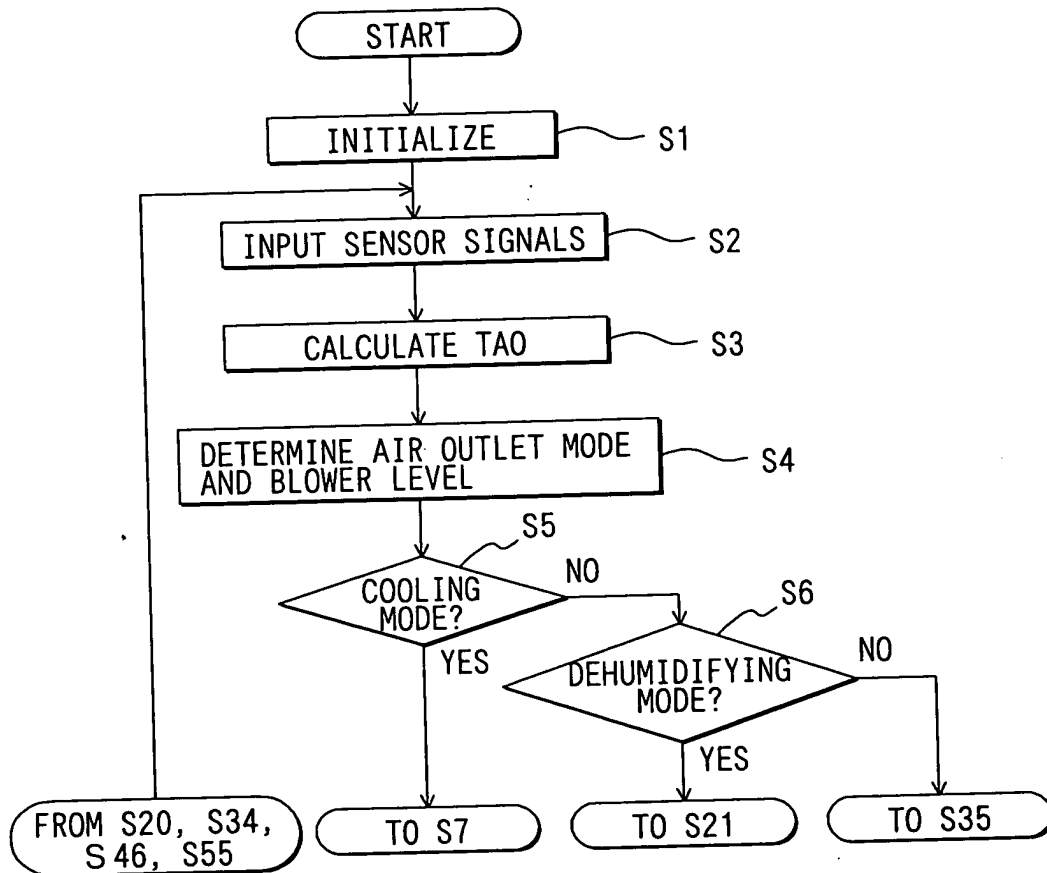 START
INITIALIZE
S1
INPUT SENSOR SIGNALS
S2
CALCULATE TAO
S3
DETERMINE AIR OUTLET MODE
AND BLOWER LEVEL
S4
S5
COOLING
MODE?
NO
YES
S6
DEHUMIDIFYING
MODE?
NO
YES
FROM S20, S34,
S46, S55
TO S7
TO S21
TO S35